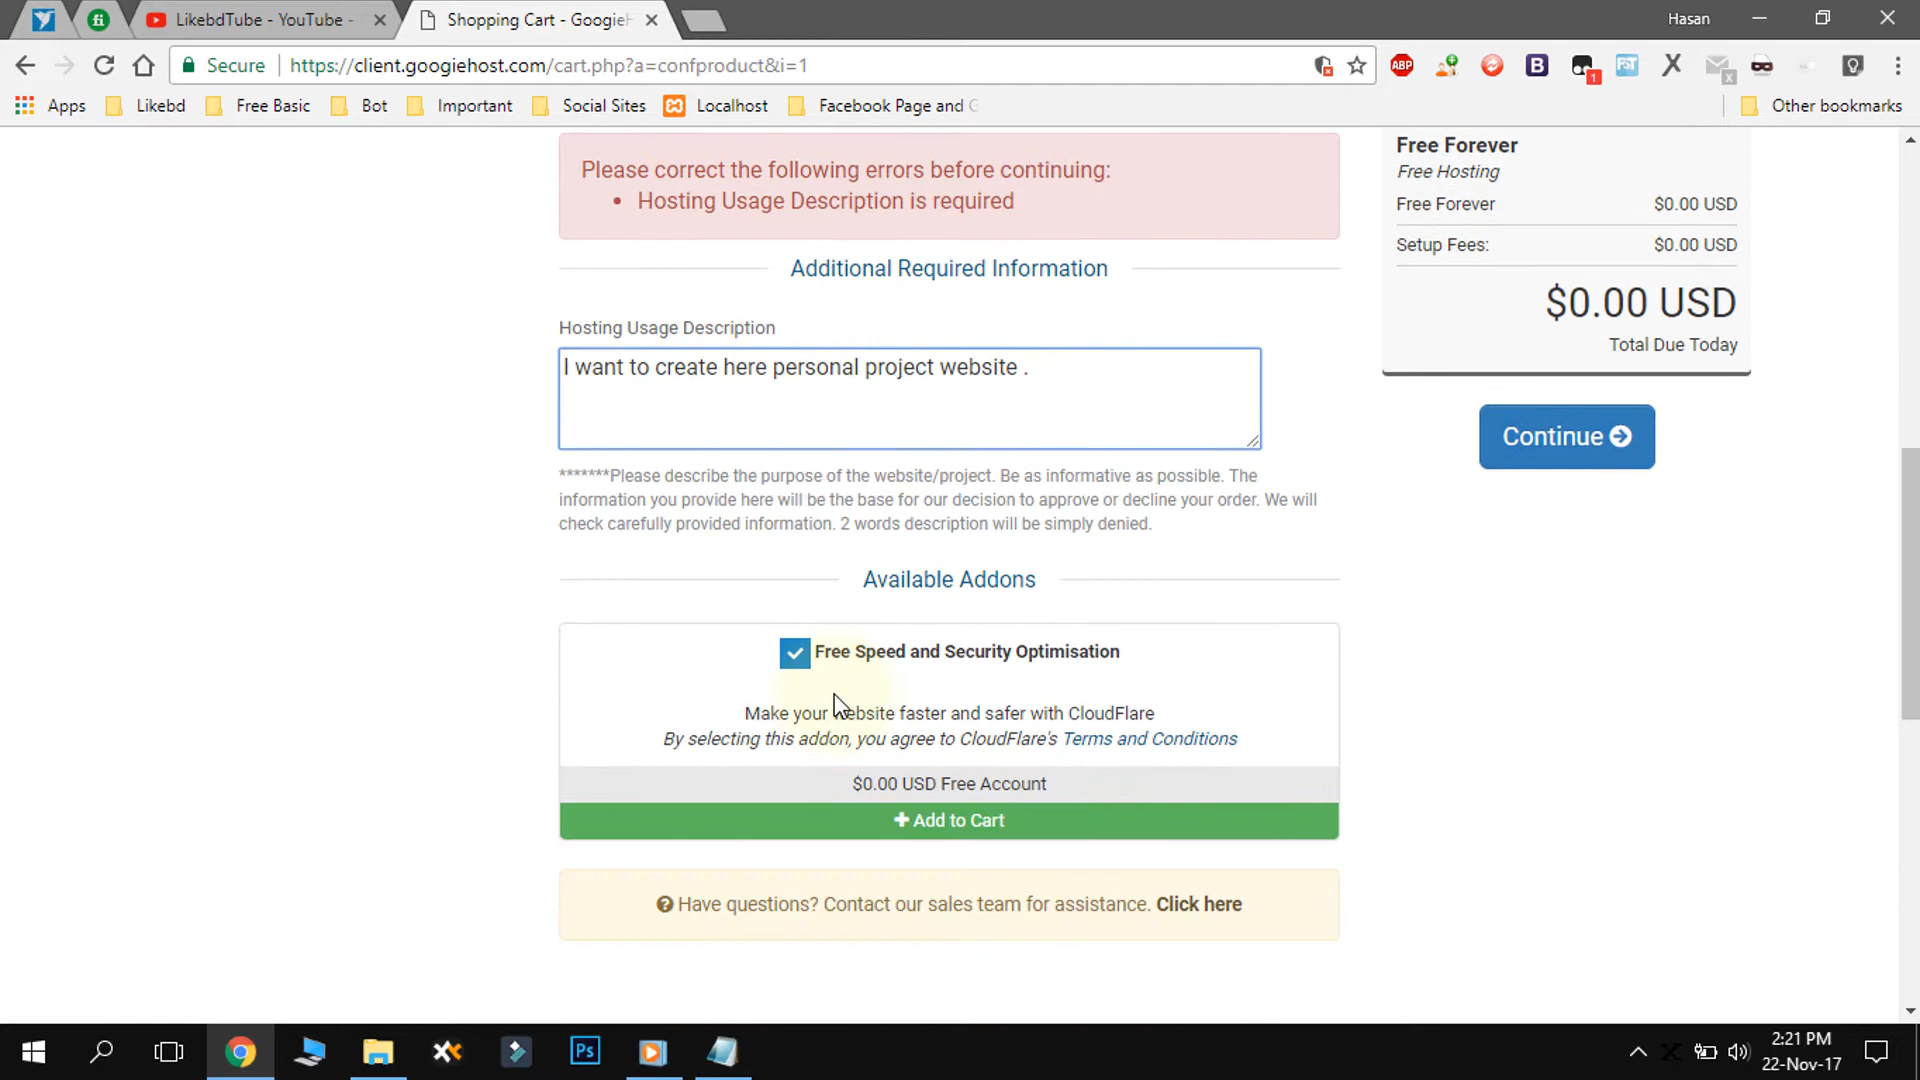 LikebdTube - YouTube -
Shopping Cart - GoogieH
Hasan
Secure
https://client.googiehost.com/cart.php?a=confproduct&i=1
ABP
B
1
Apps
Likebd
Free Basic
Bot
Important
Social Sites
Localhost
Facebook Page and G
Other bookmarks
Please correct the following errors before continuing:
• Hosting Usage Description is required
Additional Required Information
Hosting Usage Description
I want to create here personal project website .
*******Please describe the purpose of the website/project. Be as informative as possible. The
information you provide here will be the base for our decision to approve or decline your order. We will
check carefully provided information. 2 words description will be simply denied.
Available Addons
Free Speed and Security Optimisation
Make your website faster and safer with CloudFlare
By selecting this addon, you agree to CloudFlare's Terms and Conditions
$0.00 USD Free Account
Add to Cart
Have questions? Contact our sales team for assistance. Click here
Free Forever
Free Hosting
Free Forever $0.00 USD
Setup Fees: $0.00 USD
$0.00 USD
Total Due Today
Continue
Ps
2:21 PM
22-Nov-17